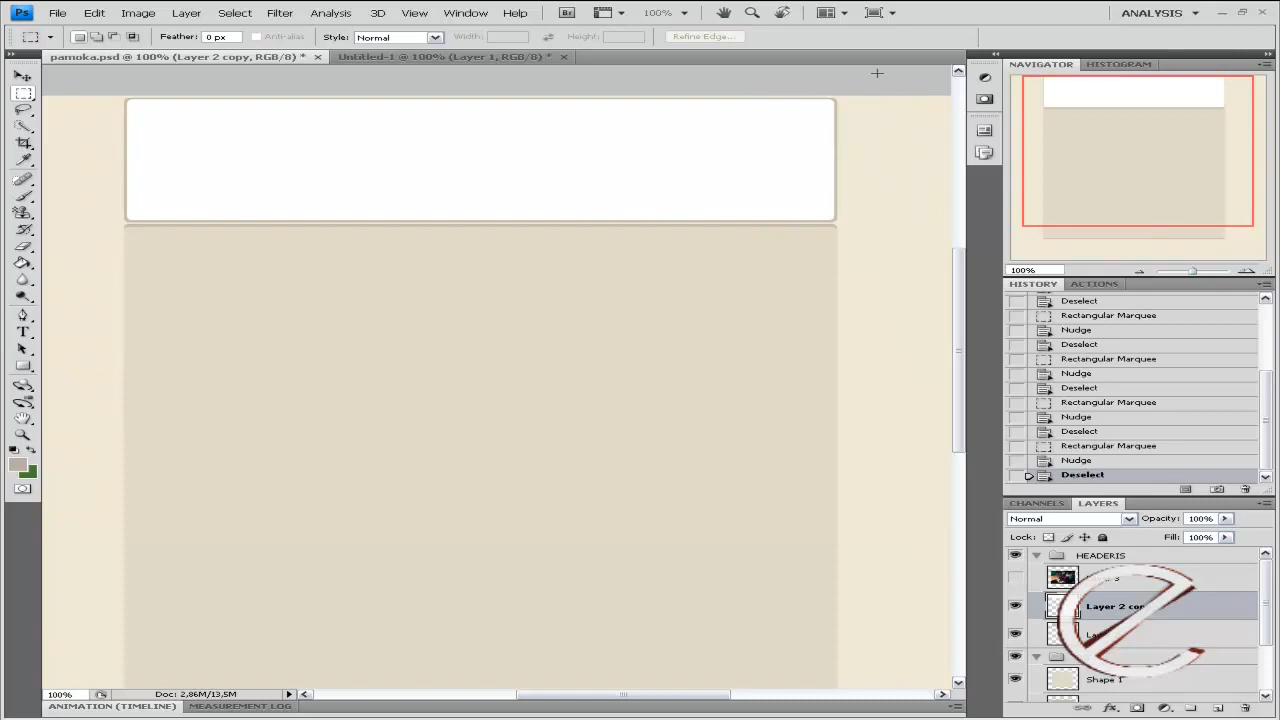 Ps File Edit Image Layer Select Filter Analysis 3D View Window Help Br 100% ANALYSIS
Feather: 0 px Anti-alias Style: Normal Width: Height: Refine Edge...
pamoka.psd @ 100% (Layer 2 copy, RGB/8) * Untitled-1 @ 100% (Layer 1, RGB/8) *
NAVIGATOR HISTOGRAM
100%
HISTORY ACTIONS
Deselect
Rectangular Marquee
Nudge
Deselect
Rectangular Marquee
Nudge
Deselect
Rectangular Marquee
Nudge
Deselect
Rectangular Marquee
Nudge
Deselect
CHANNELS LAYERS
Normal Opacity: 100%
Lock: Fill: 100%
HEADERIS
Layer 2
Shape 1
100% Doc: 2,86M/13,5M
ANIMATION (TIMELINE) MEASUREMENT LOG